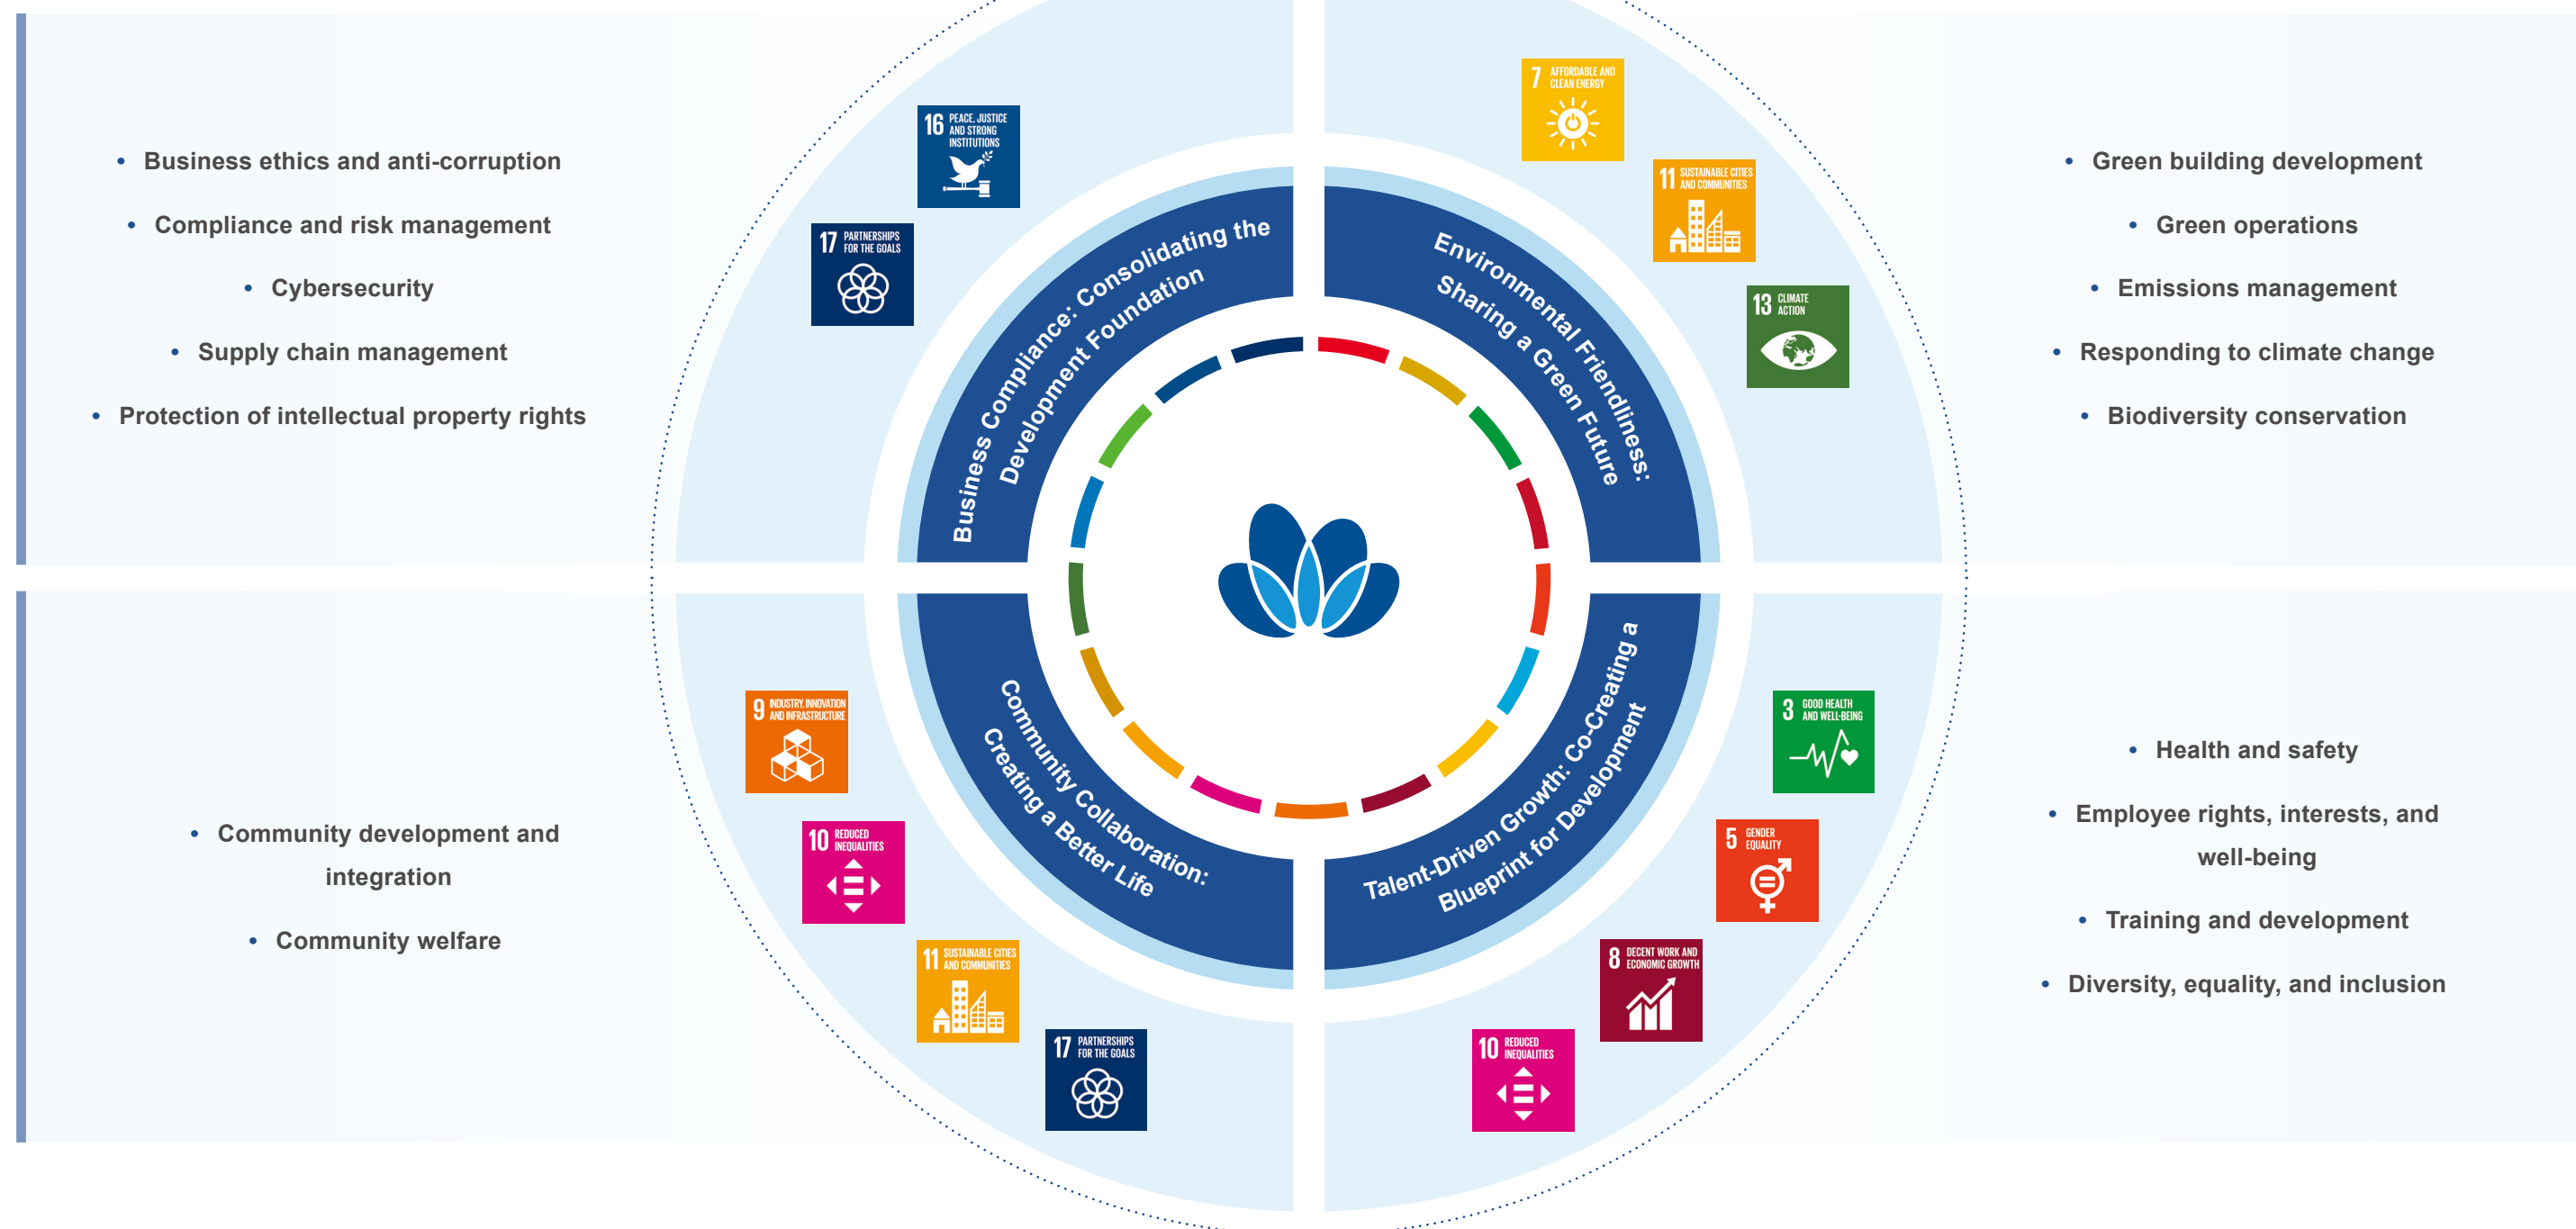 • Business ethics and anti-corruption
• Compliance and risk management
• Cybersecurity
• Supply chain management
• Protection of intellectual property rights
16 PEACE, JUSTICE
AND STRONG
INSTITUTIONS
17 PARTNERSHIPS
FOR THE GOALS
Business Compliance: Consolidating the
Development Foundation
7 AFFORDABLE AND
CLEAN ENERGY
11 SUSTAINABLE CITIES
AND COMMUNITIES
13 CLIMATE
ACTION
Environmental Friendliness:
Sharing a Green Future
• Green building development
• Green operations
• Emissions management
• Responding to climate change
• Biodiversity conservation
• Community development and
integration
• Community welfare
9 INDUSTRY, INNOVATION
AND INFRASTRUCTURE
10 REDUCED
INEQUALITIES
11 SUSTAINABLE CITIES
AND COMMUNITIES
17 PARTNERSHIPS
FOR THE GOALS
Community Collaboration:
Creating a Better Life
Talent-Driven Growth: Co-Creating a
Blueprint for Development
3 GOOD HEALTH
AND WELL-BEING
5 GENDER
EQUALITY
8 DECENT WORK AND
ECONOMIC GROWTH
10 REDUCED
INEQUALITIES
• Health and safety
• Employee rights, interests, and
well-being
• Training and development
• Diversity, equality, and inclusion